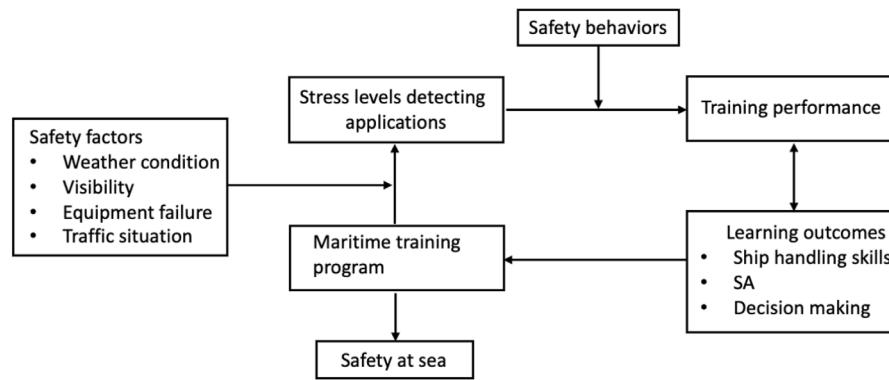 Safety behaviors
Stress levels detecting
applications
Training performance
Safety factors
• Weather condition
• Visibility
• Equipment failure
• Traffic situation
Maritime training
program
Learning outcomes
• Ship handling skills
• SA
• Decision making
Safety at sea